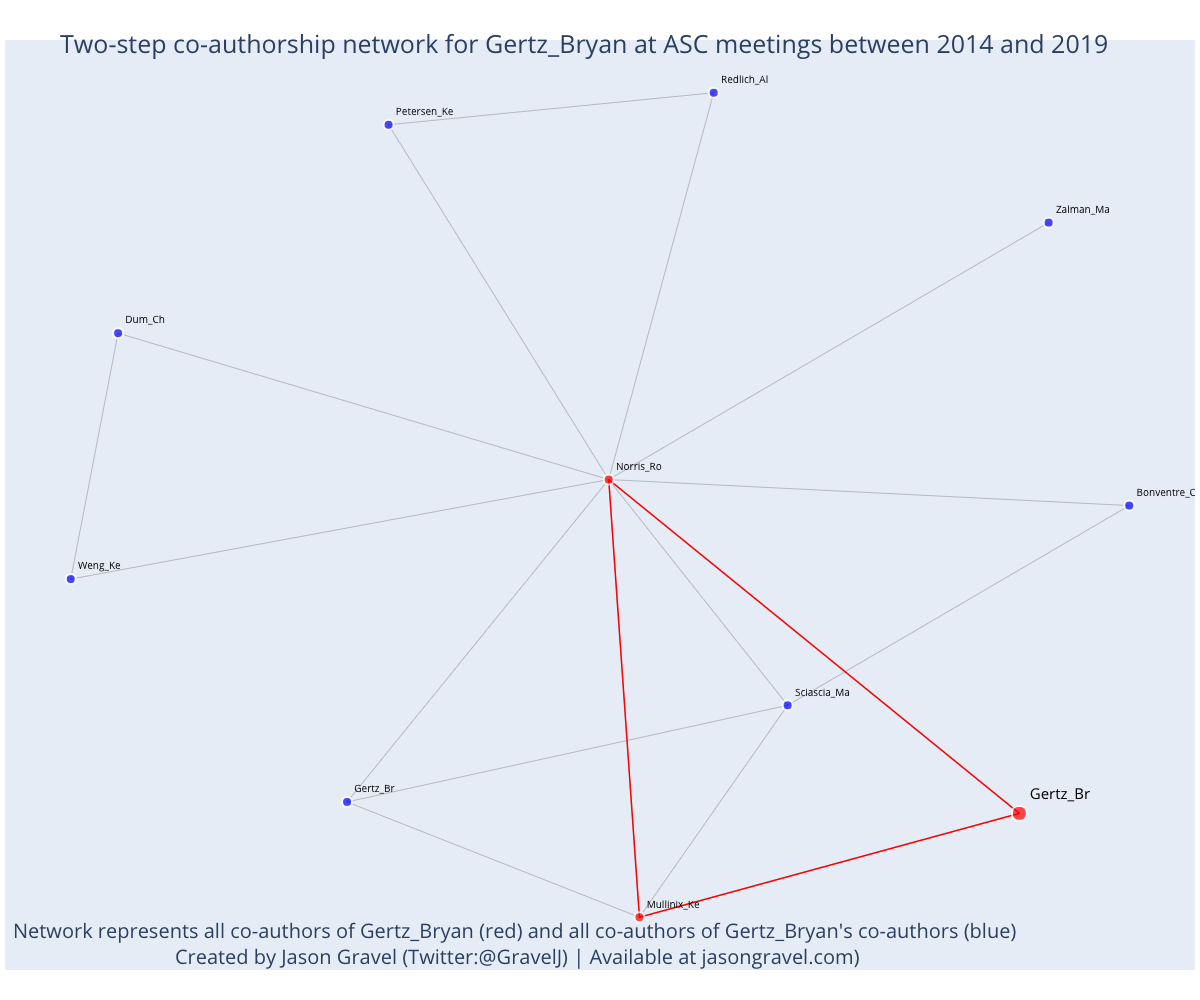 Two-step co-authorship network for Gertz_Bryan at ASC meetings between 2014 and 2019
Redlich_Al
Petersen_Ke
Zalman_Ma
Dum_Ch
Norris_Ro
Bonventre_C
Weng_Ke
Sciascia_Ma
Gertz_Br
Gertz_Br
Mullinix_Ke
Network represents all co-authors of Gertz_Bryan (red) and all co-authors of Gertz_Bryan's co-authors (blue)
Created by Jason Gravel (Twitter:@GravelJ) | Available at jasongravel.com)